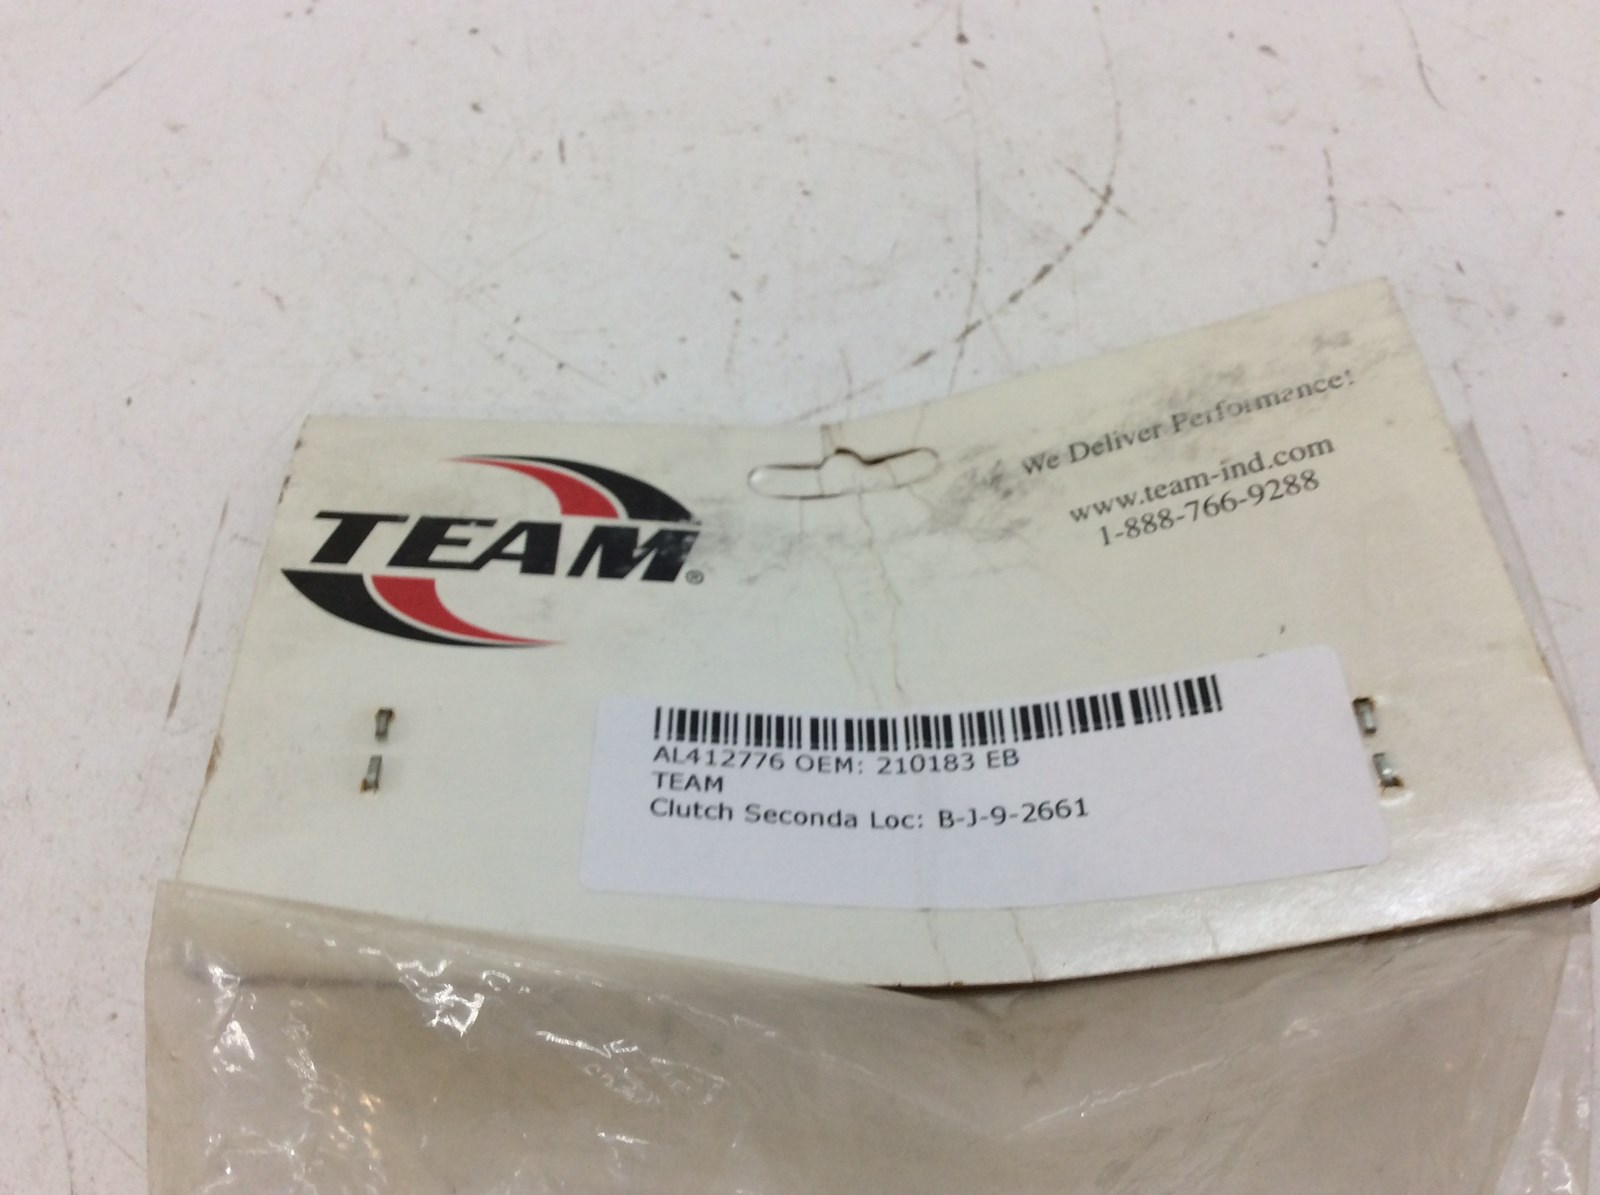 TEAM®
We Deliver Performance!
www.team-ind.com
1-888-766-9288
AL412776 OEM: 210183 EB
TEAM
Clutch Seconda Loc: B-J-9-2661